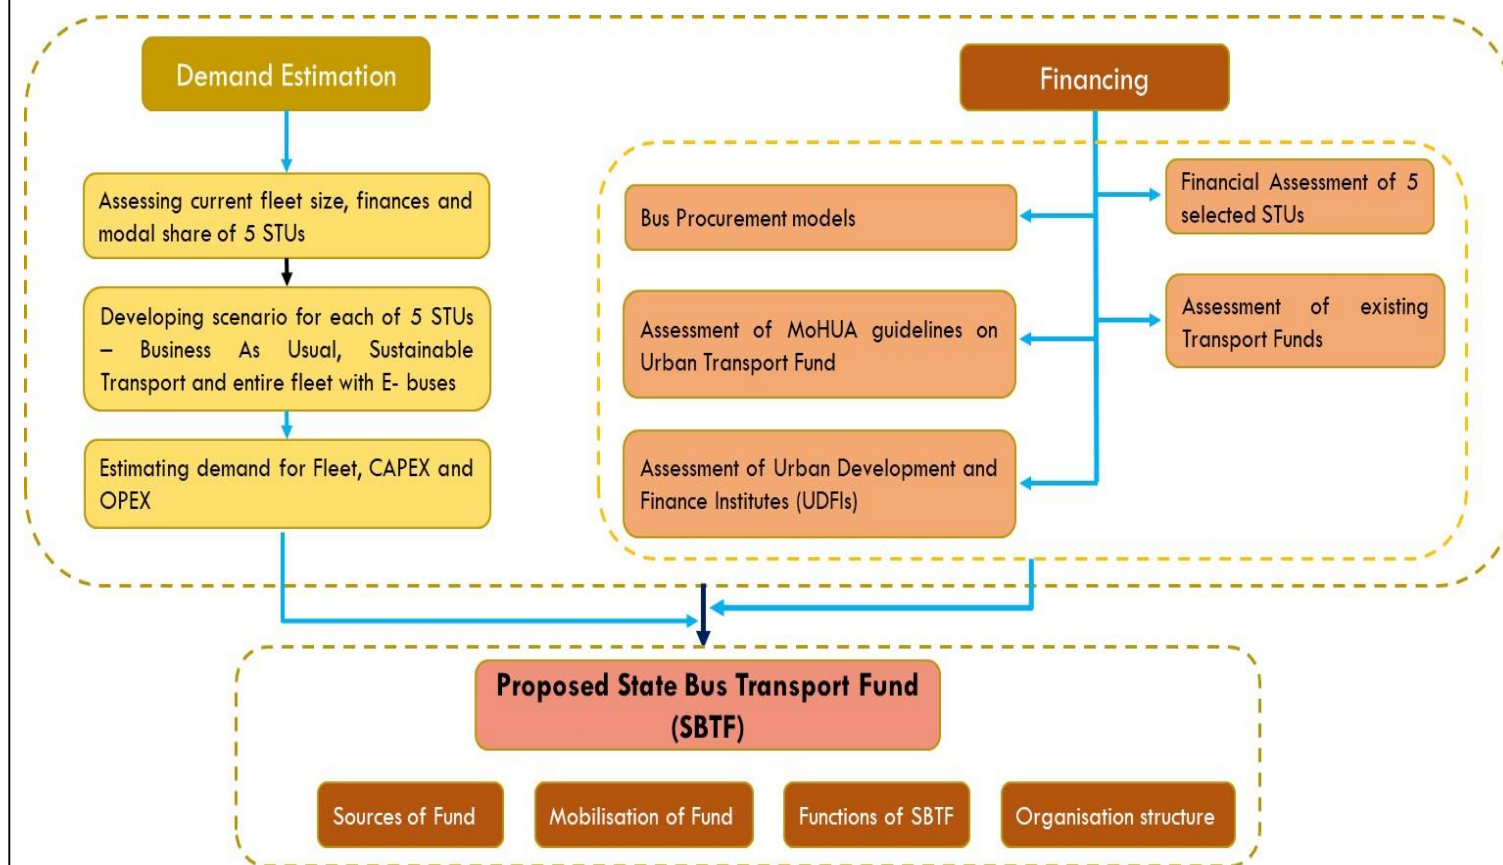 Demand Estimation
Assessing current fleet size, finances and
modal share of 5 STUs
Developing scenario for each of 5 STUs
– Business As Usual, Sustainable
Transport and entire fleet with E- buses
Estimating demand for Fleet, CAPEX and
OPEX
Financing
Bus Procurement models
Assessment of MoHUA guidelines on
Urban Transport Fund
Assessment of Urban Development and
Finance Institutes (UDFIs)
Financial Assessment of 5
selected STUs
Assessment of existing
Transport Funds
Proposed State Bus Transport Fund
(SBTF)
Sources of Fund
Mobilisation of Fund
Functions of SBTF
Organisation structure